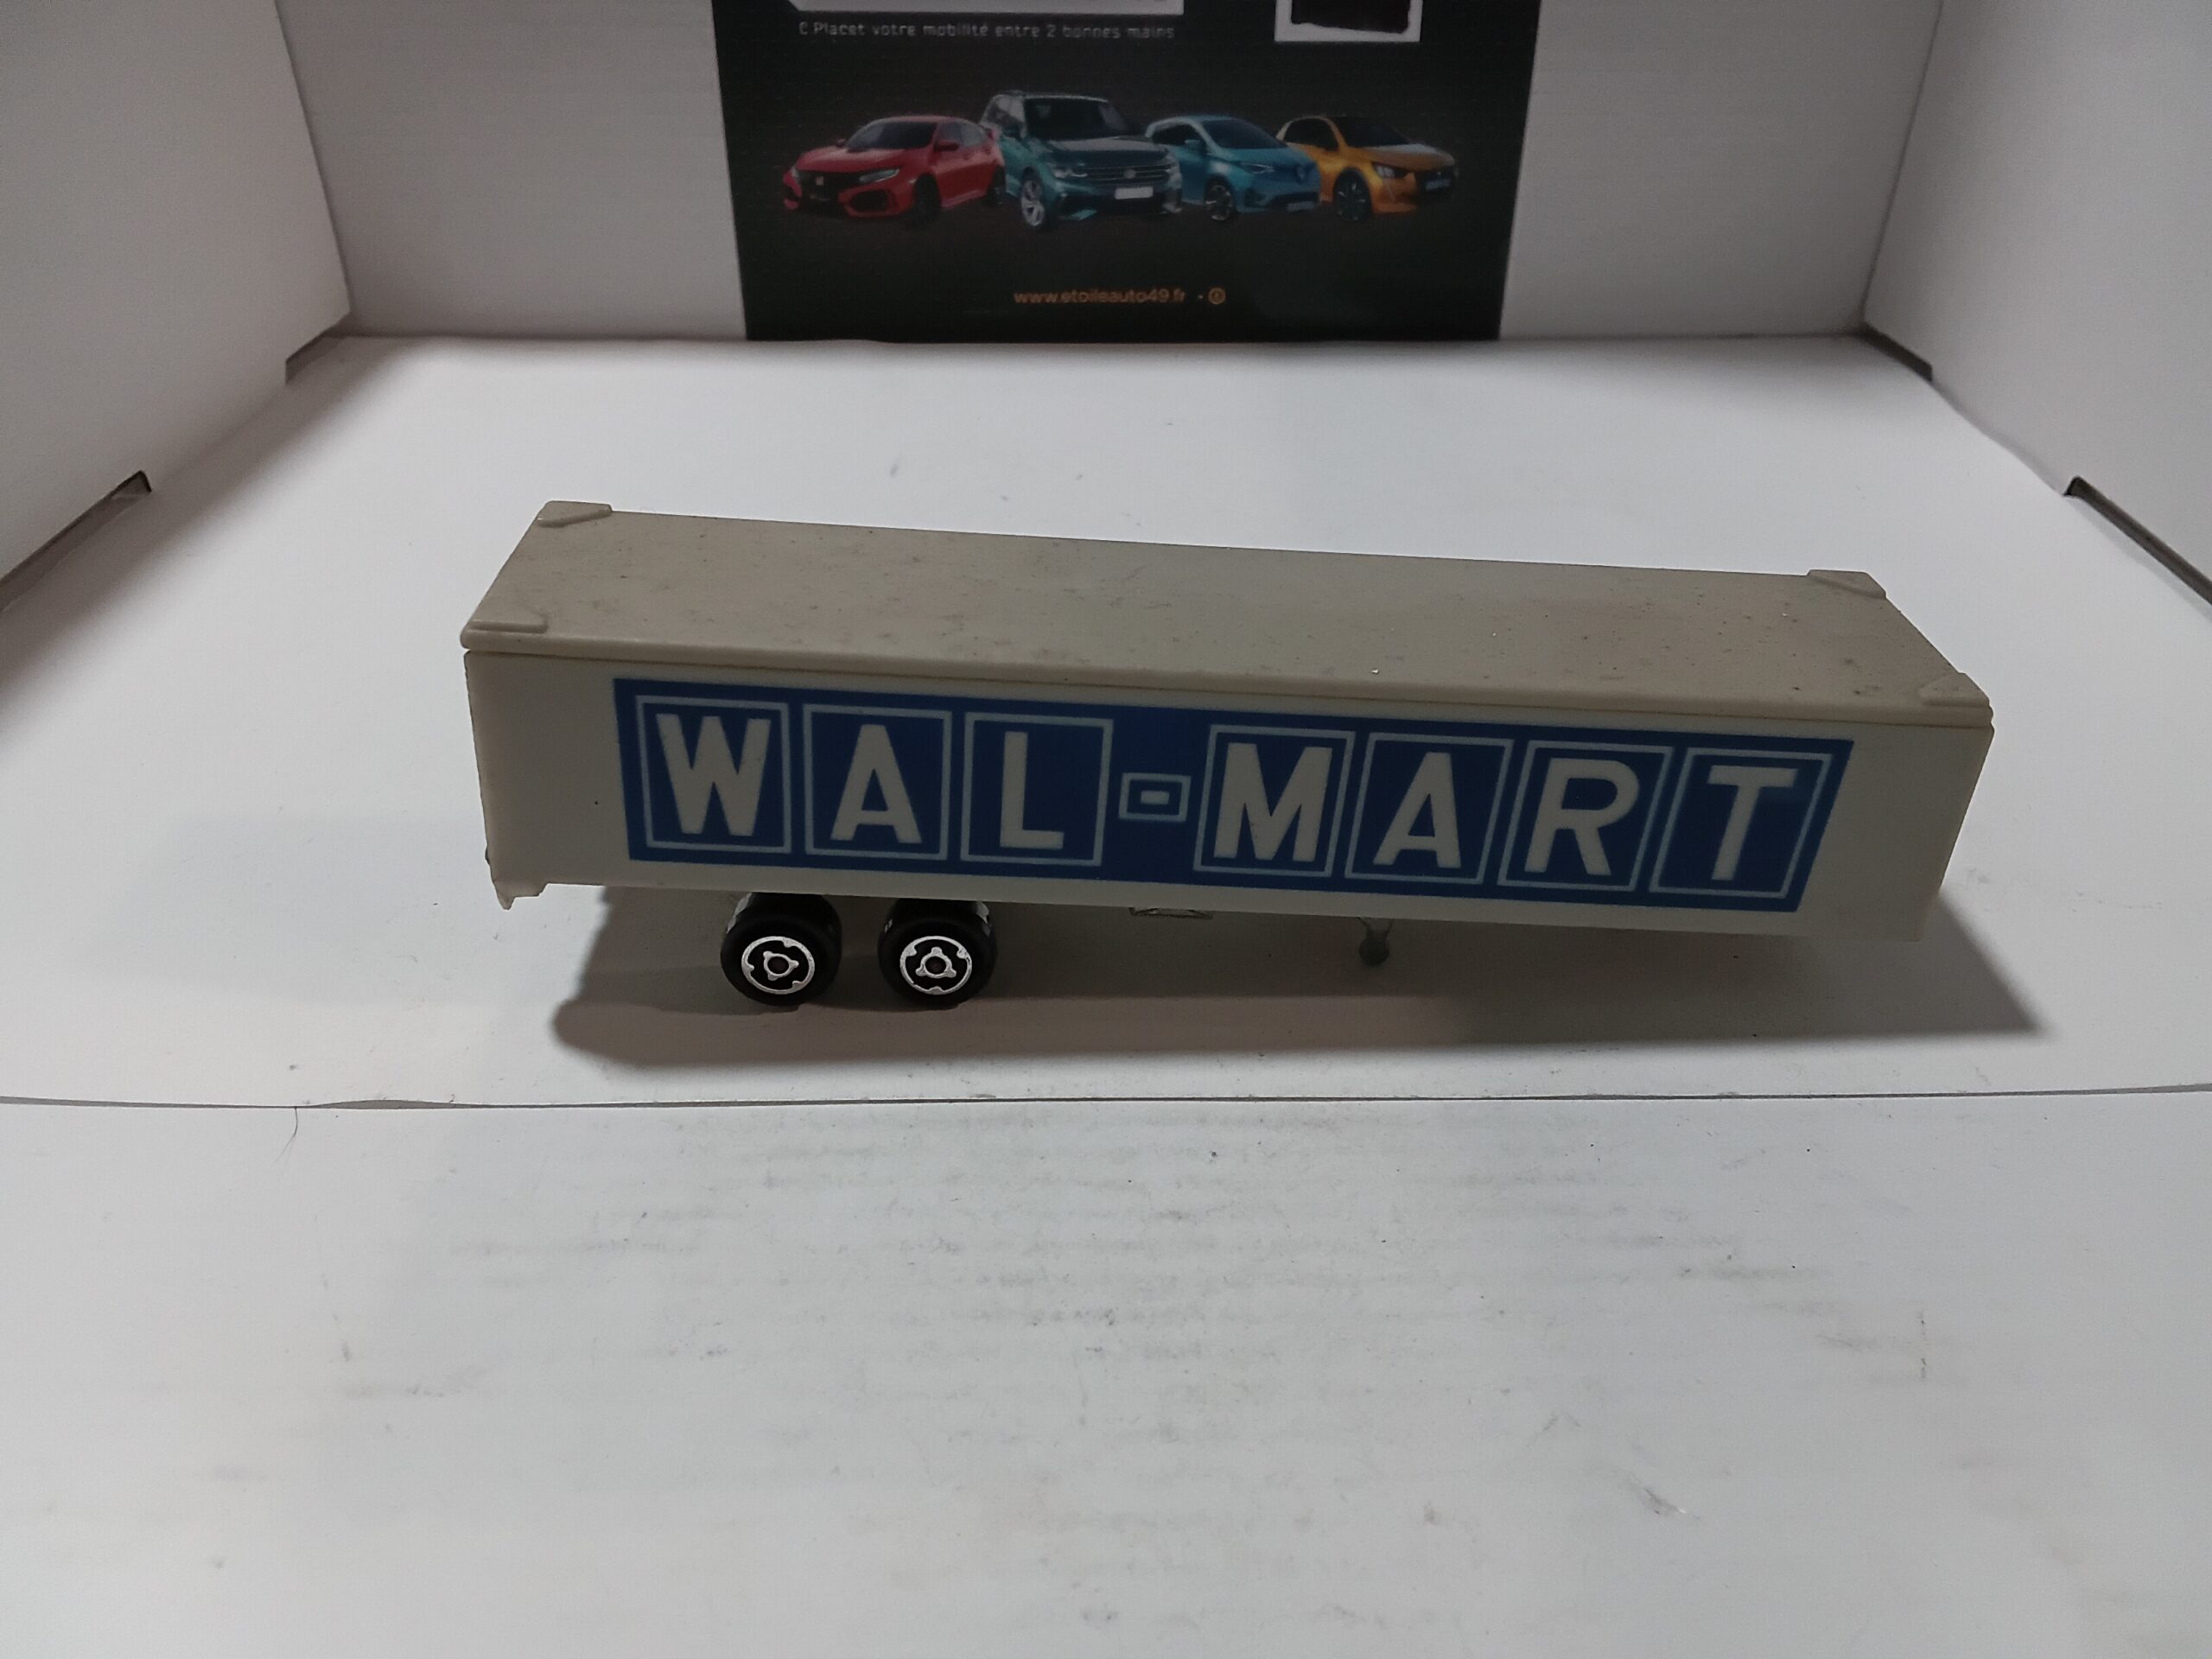 C Placet votre mobilité entre 2 bonnes mains
www.etoileauto49.fr
WAL-MART